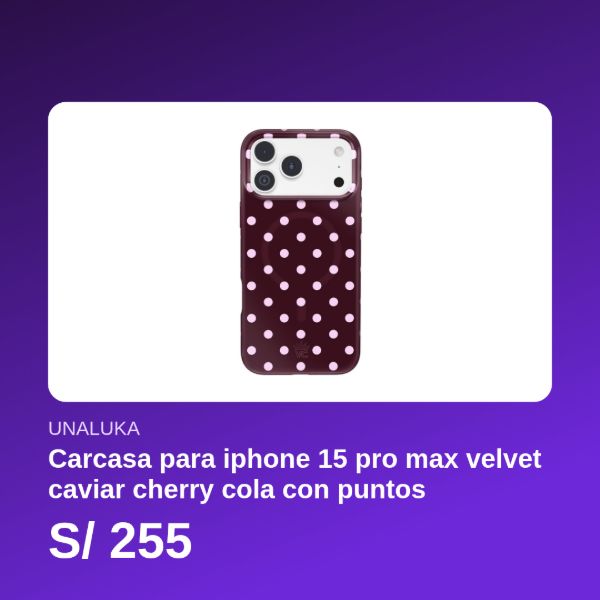 UNALUKA
Carcasa para iphone 15 pro max velvet
caviar cherry cola con puntos
S/ 255